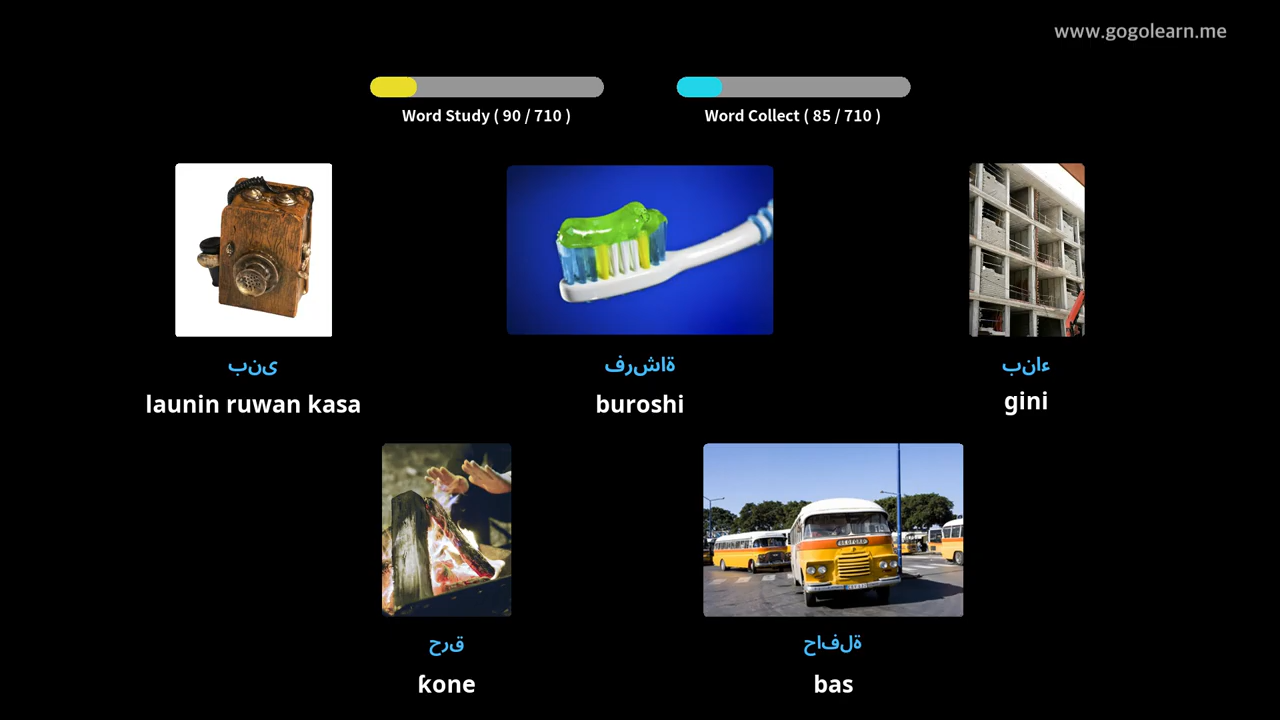 www.gogolearn.me
Word Study ( 90 / 710 )
Word Collect ( 85 / 710 )
ىنب
launin ruwan kasa
ةاشرف
buroshi
ءانب
gini
قرح
ƙone
BEDFORD
ةلفاح
bas